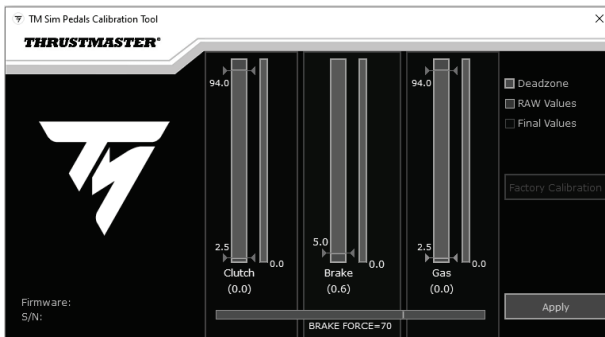 TM Sim Pedals Calibration Tool
THRUSTMASTER®
94.0
94.0
Deadzone
RAW Values
Final Values
Factory Calibration
2.5
5.0
2.5
0.0
0.0
0.0
Clutch
Brake
Gas
(0.0)
(0.6)
(0.0)
Firmware:
S/N:
Apply
BRAKE FORCE=70